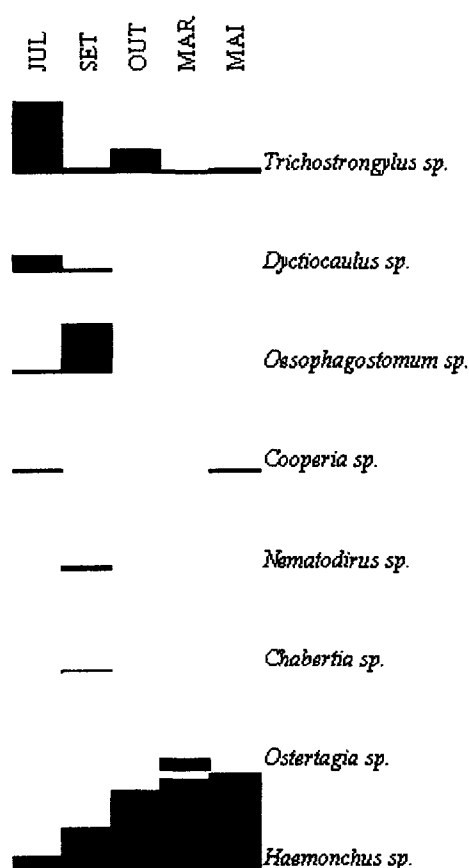 JUL SET OUT MAR MAI
Trichostrongylus sp.
Dyctiocaulus sp.
Oesophagostomum sp.
Cooperia sp.
Nematodirus sp.
Chabertia sp.
Ostertagia sp.
Haemonchus sp.